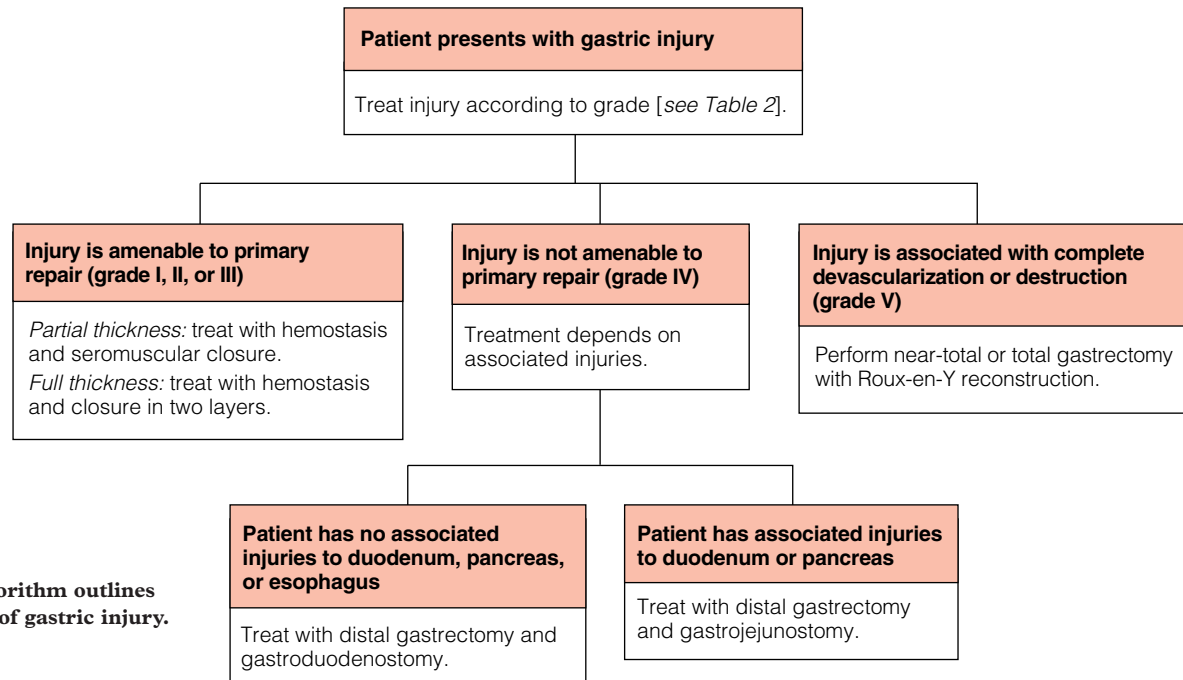 Patient presents with gastric injury
Treat injury according to grade [see Table 2].
Injury is amenable to primary
repair (grade I, II, or III)
Partial thickness: treat with hemostasis
and seromuscular closure.
Full thickness: treat with hemostasis
and closure in two layers.
Injury is not amenable to
primary repair (grade IV)
Treatment depends on
associated injuries.
Injury is associated with complete
devascularization or destruction
(grade V)
Perform near-total or total gastrectomy
with Roux-en-Y reconstruction.
Patient has no associated
injuries to duodenum, pancreas,
or esophagus
Treat with distal gastrectomy and
gastroduodenostomy.
Patient has associated injuries
to duodenum or pancreas
Treat with distal gastrectomy
and gastrojejunostomy.
outlines
of gastric injury.